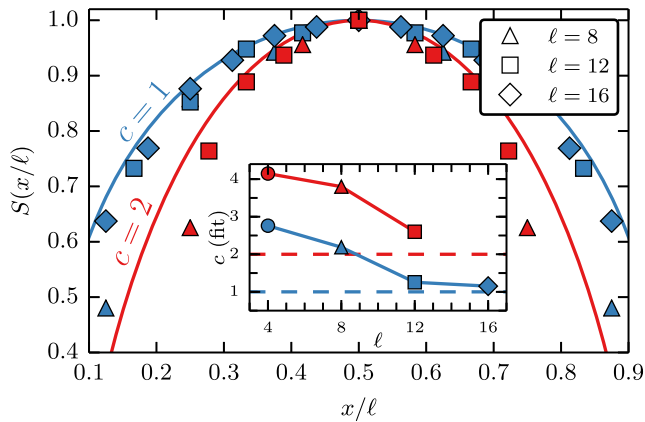 S(x/ℓ)
1.0
0.9
0.8
0.7
0.6
0.5
0.4
c = 1
c = 2
ℓ = 8
ℓ = 12
ℓ = 16
c (fit)
4
3
2
1
4 8 12 16
ℓ
0.1 0.2 0.3 0.4 0.5 0.6 0.7 0.8 0.9
x/ℓ